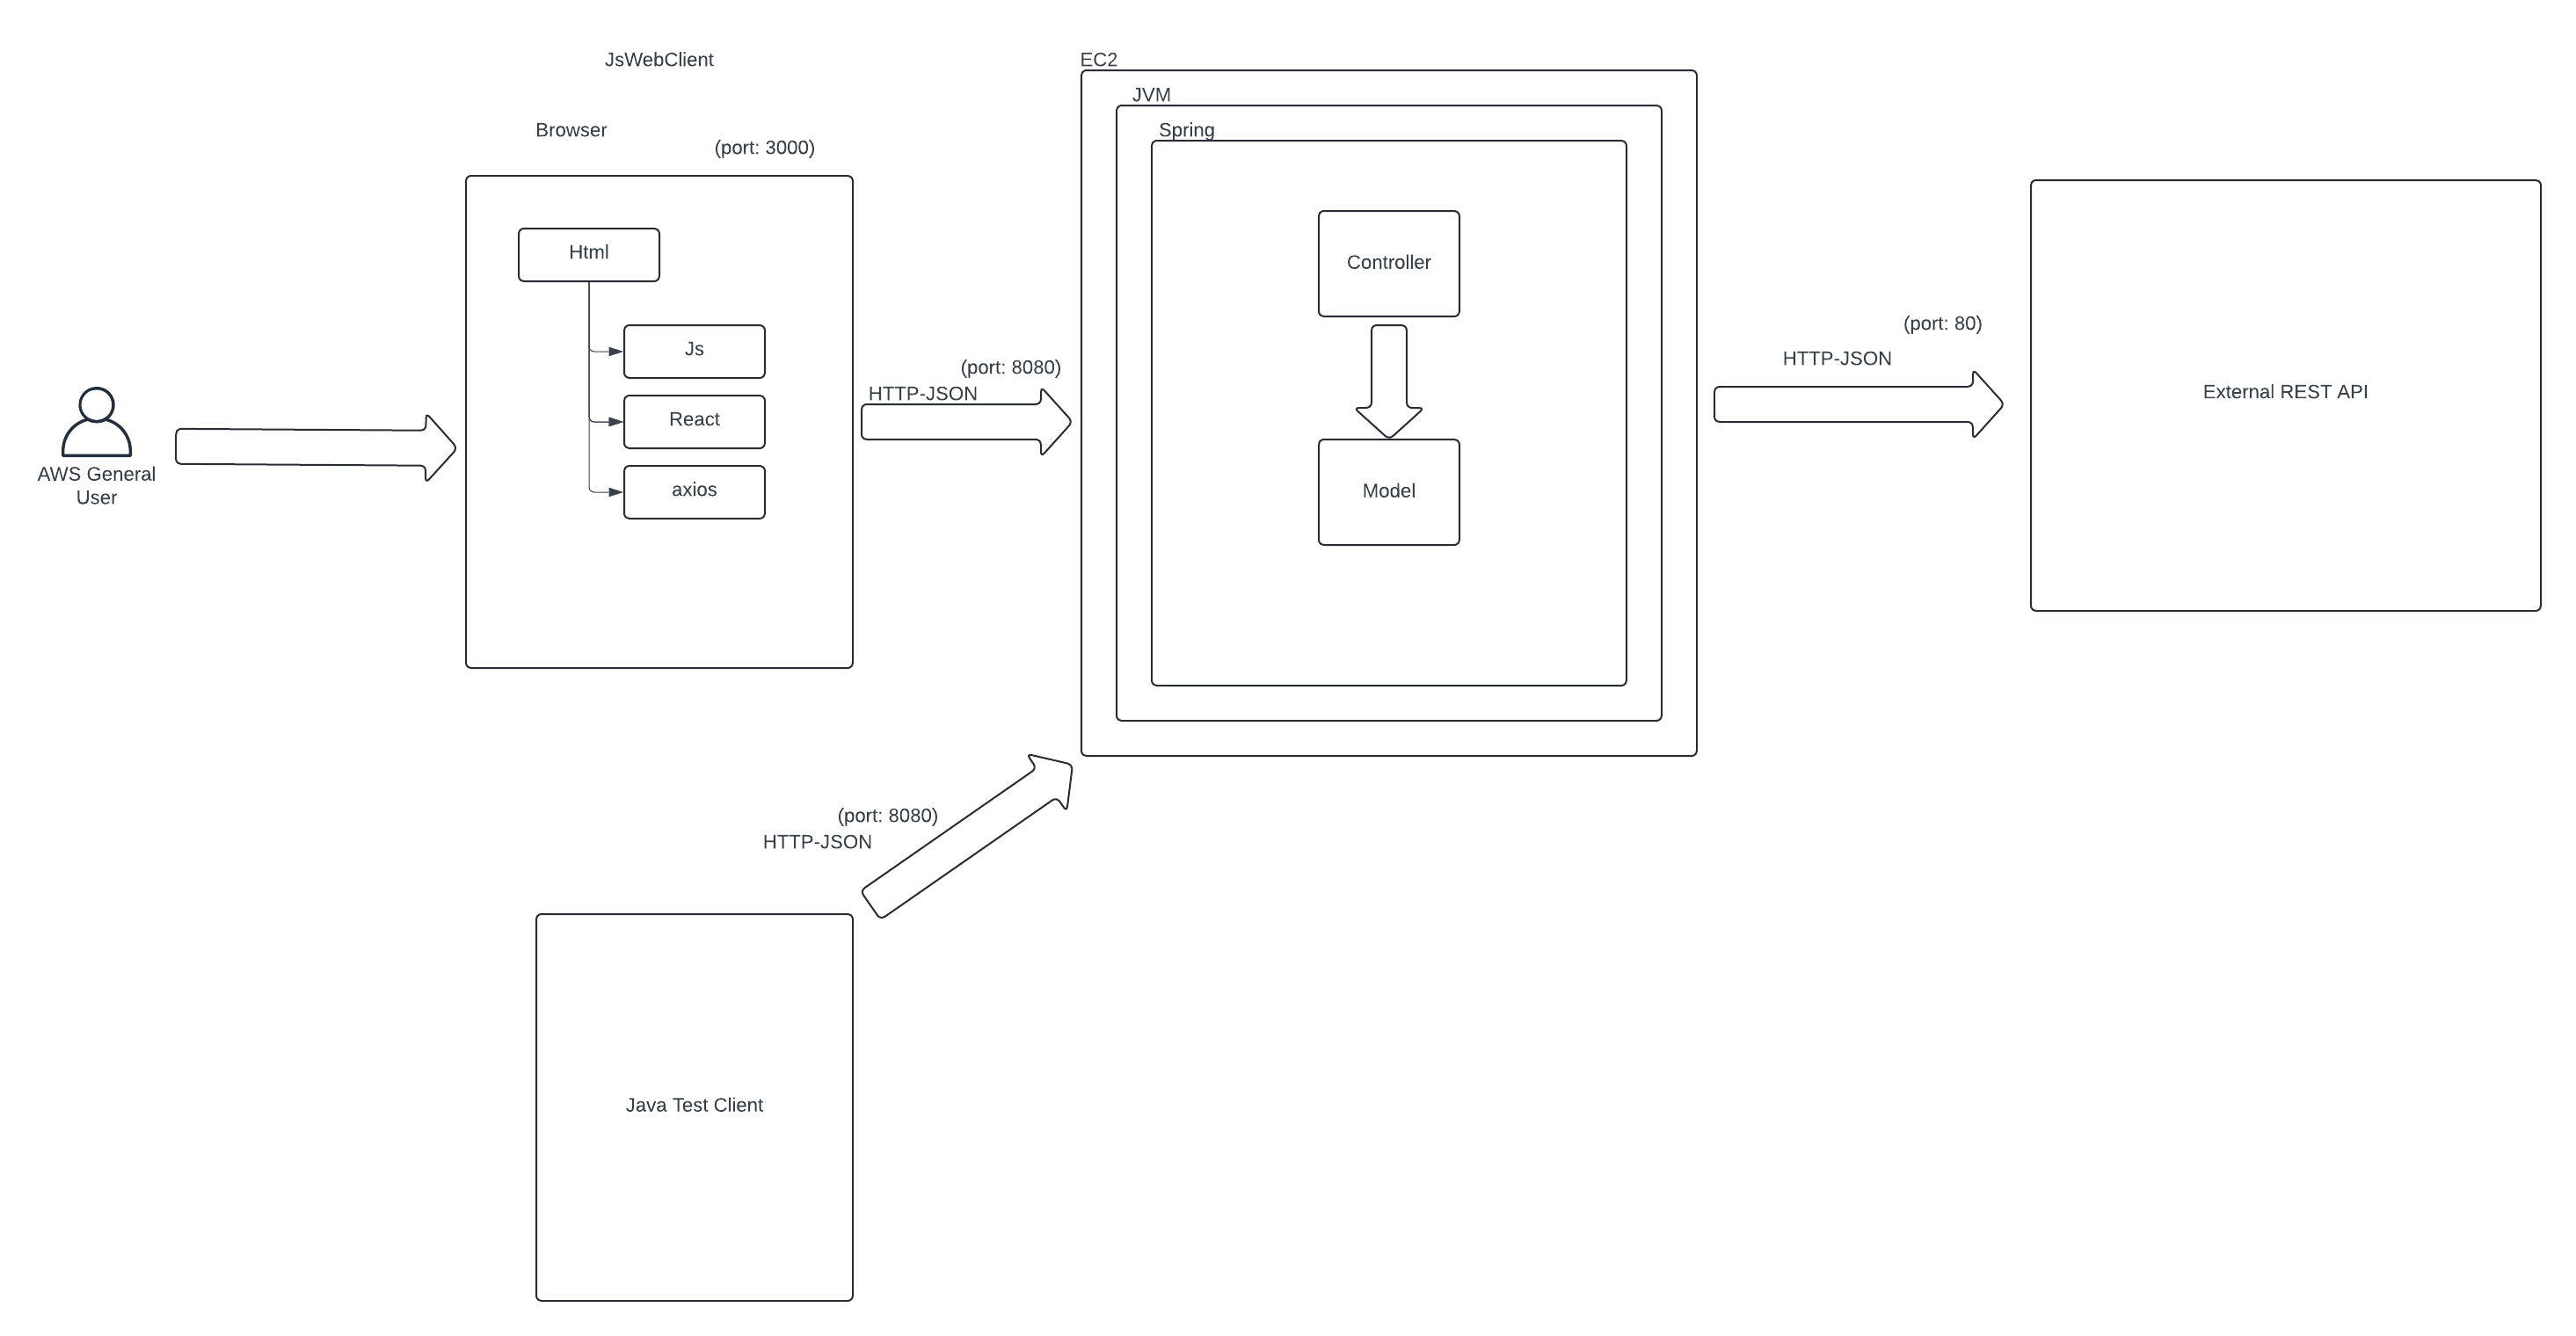 JsWebClient
Browser
(port: 3000)
Html
Js
React
axios
AWS General
User
(port: 8080)
HTTP-JSON
EC2
JVM
Spring
Controller
Model
(port: 80)
HTTP-JSON
External REST API
(port: 8080)
HTTP-JSON
Java Test Client